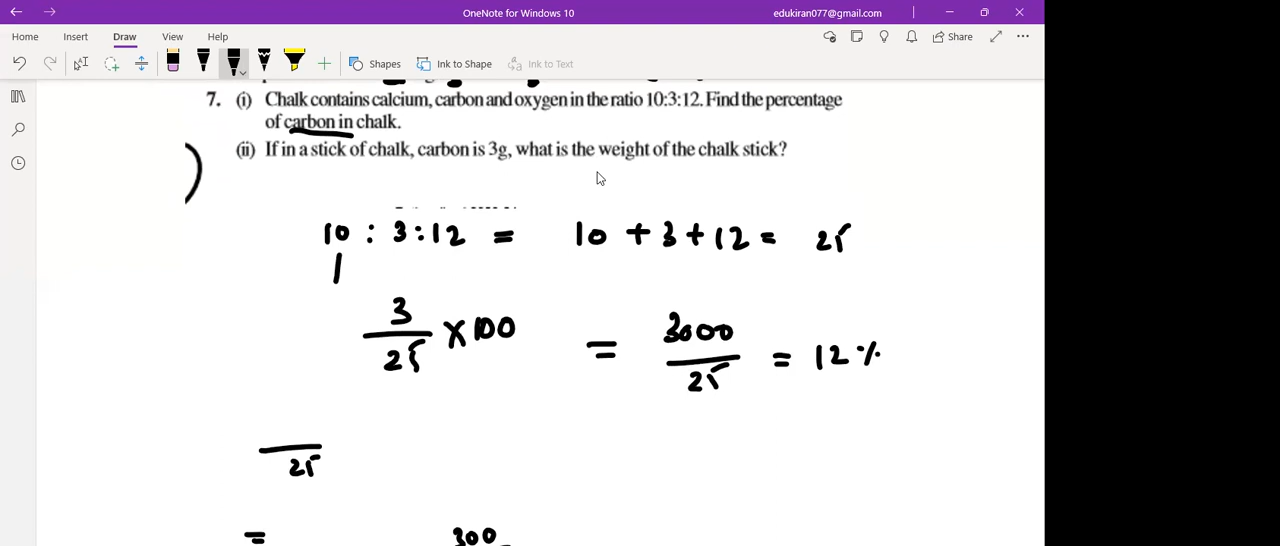 OneNote for Windows 10
edukiran077@gmail.com
Home Insert Draw View Help
Share
Shapes Ink to Shape Ink to Text
7. (i) Chalk contains calcium, carbon and oxygen in the ratio 10:3:12. Find the percentage
of carbon in chalk.
(ii) If in a stick of chalk, carbon is 3g, what is the weight of the chalk stick?
10 : 3 : 12 = 10 + 3 + 12 = 25
3/25 × 100 = 3000/25 = 12 %
25
= 300